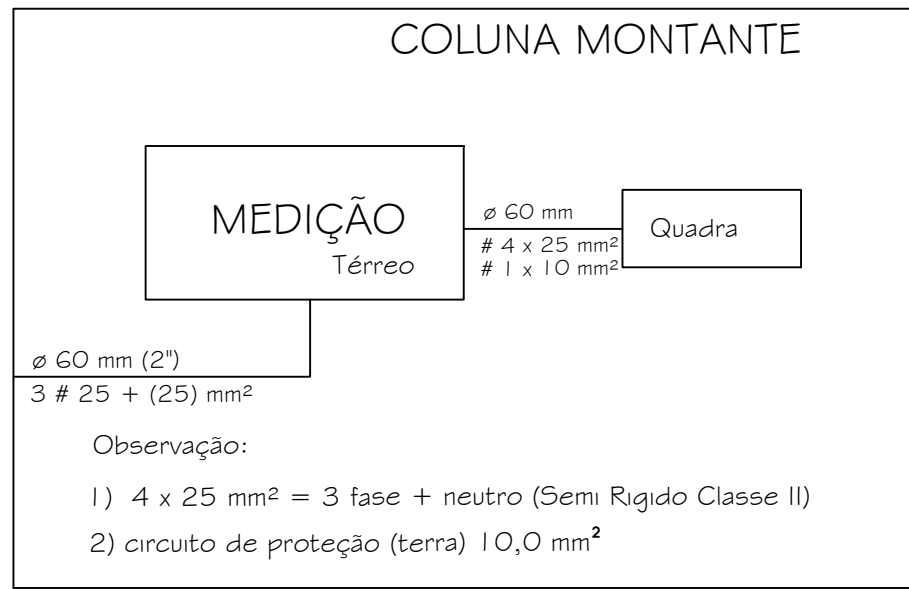 COLUNA MONTANTE
MEDIÇÃO
Térreo
ø 60 mm
# 4 x 25 mm²
# 1 x 10 mm²
Quadra
ø 60 mm (2")
3 # 25 + (25) mm²
Observação:
1) 4 x 25 mm² = 3 fase + neutro (Semi Rigido Classe II)
2) circuito de proteção (terra) 10,0 mm²